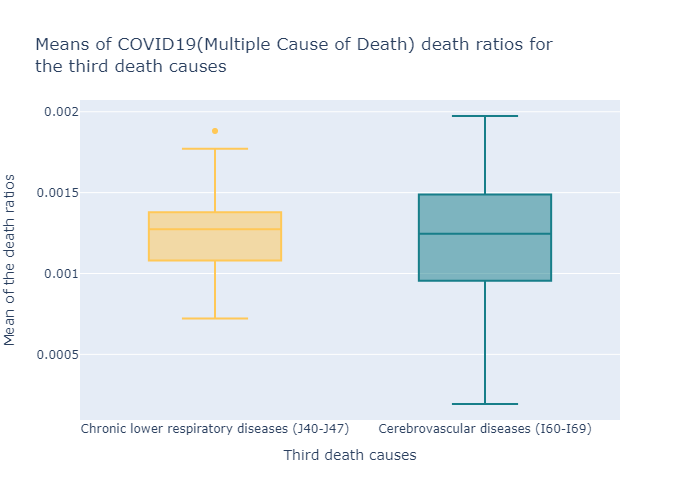 Means of COVID19(Multiple Cause of Death) death ratios for
the third death causes
Mean of the death ratios
0.002
0.0015
0.001
0.0005
Chronic lower respiratory diseases (J40-J47)
Cerebrovascular diseases (I60-I69)
Third death causes